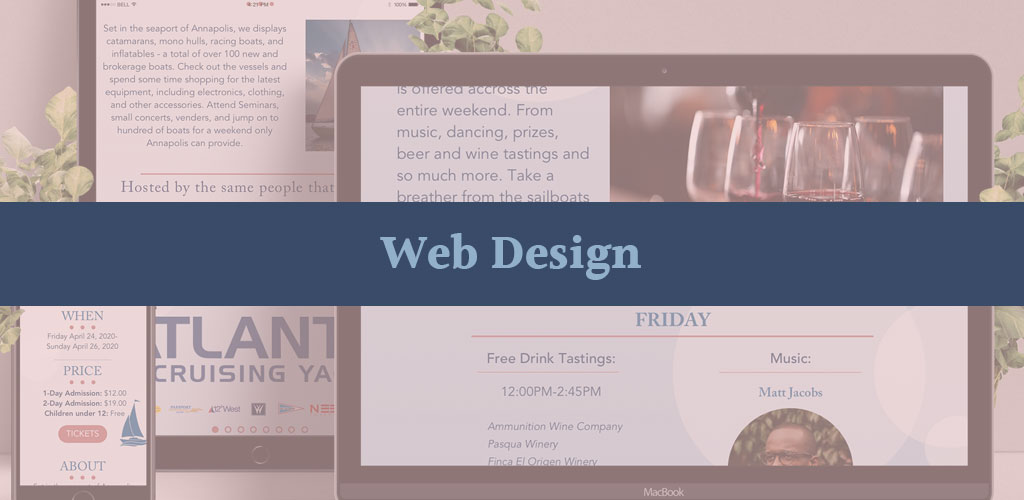 BELL
100%
Set in the seaport of Annapolis, we displays
catamarans, mono hulls, racing boats, and
inflatables - a total of over 100 new and
brokerage boats. Check out the vessels and
spend some time shopping for the latest
equipment, including electronics, clothing,
and other accessories. Attend Seminars,
small concerts, venders, and jump on to
hundred of boats for a weekend only
Annapolis can provide.
Hosted by the same people that
is offered accross the
entire weekend. From
music, dancing, prizes,
beer and wine tastings and
so much more. Take a
breather from the sailboats
Web Design
WHEN
Friday April 24, 2020-
Sunday April 26, 2020
PRICE
1-Day Admission: $12.00
2-Day Admission: $19.00
Children under 12: Free
TICKETS
ABOUT
TLANT
CRUISING YA
West
FRIDAY
Free Drink Tastings:
12:00PM-2:45PM
Ammunition Wine Company
Pasqua Winery
Finca El Origen Winery
Music:
Matt Jacobs
MacBook